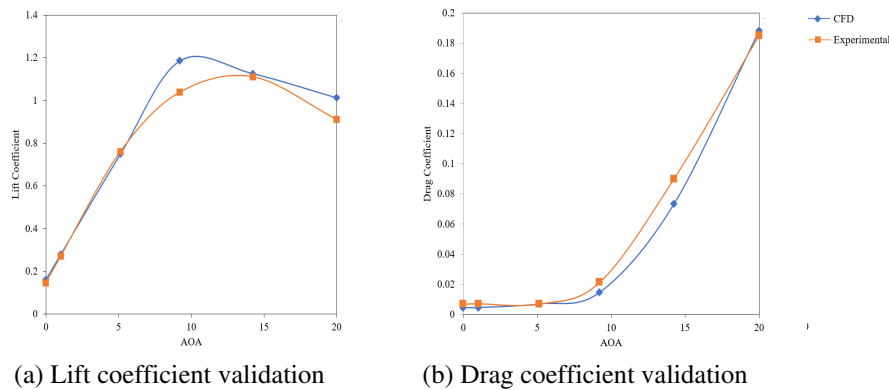 1.4
1.2
1
0.8
0.6
0.4
0.2
0
Lift Coefficient
0 5 10 15 20
AOA
(a) Lift coefficient validation
0.2
0.18
0.16
0.14
0.12
0.1
0.08
0.06
0.04
0.02
0
Drag Coefficient
0 5 10 15 20
AOA
(b) Drag coefficient validation
CFD
Experimental